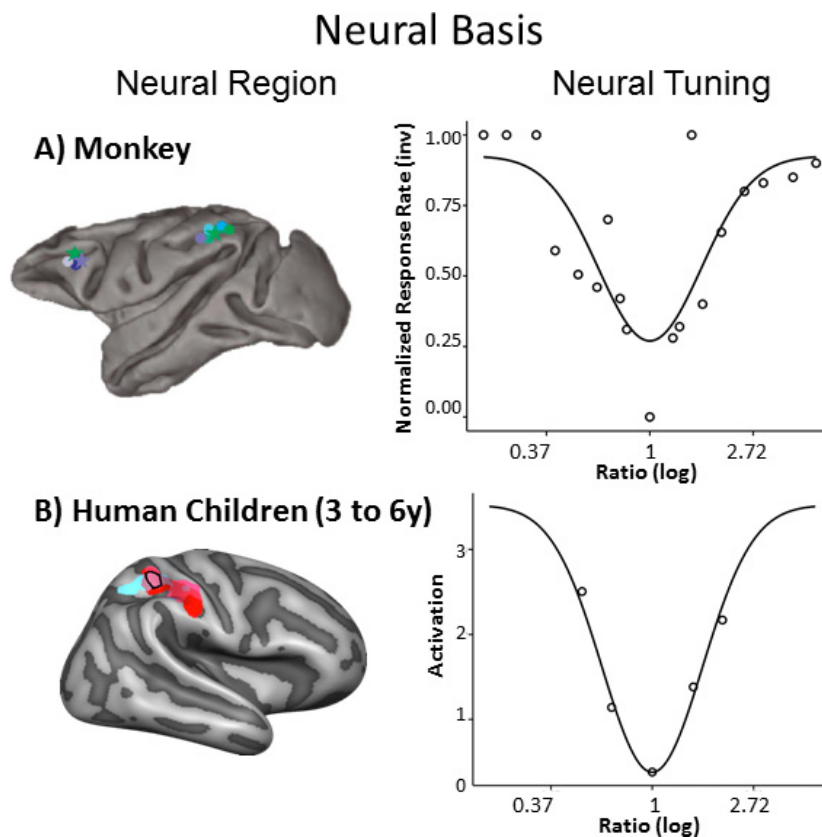 Neural Basis
Neural Region
Neural Tuning
A) Monkey
Normalized Response Rate (inv)
1.00
0.75
0.50
0.25
0.00
0.37
1
2.72
Ratio (log)
B) Human Children (3 to 6y)
Activation
3
2
1
0
0.37
1
2.72
Ratio (log)